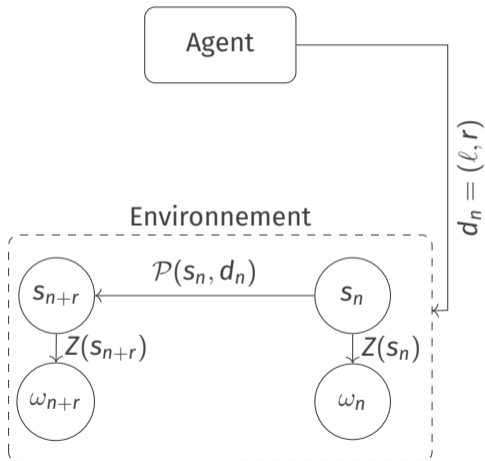 Agent
d_n = (ℓ, r)
Environnement
P(s_n, d_n)
s_{n+r}
s_n
Z(s_{n+r})
Z(s_n)
ω_{n+r}
ω_n